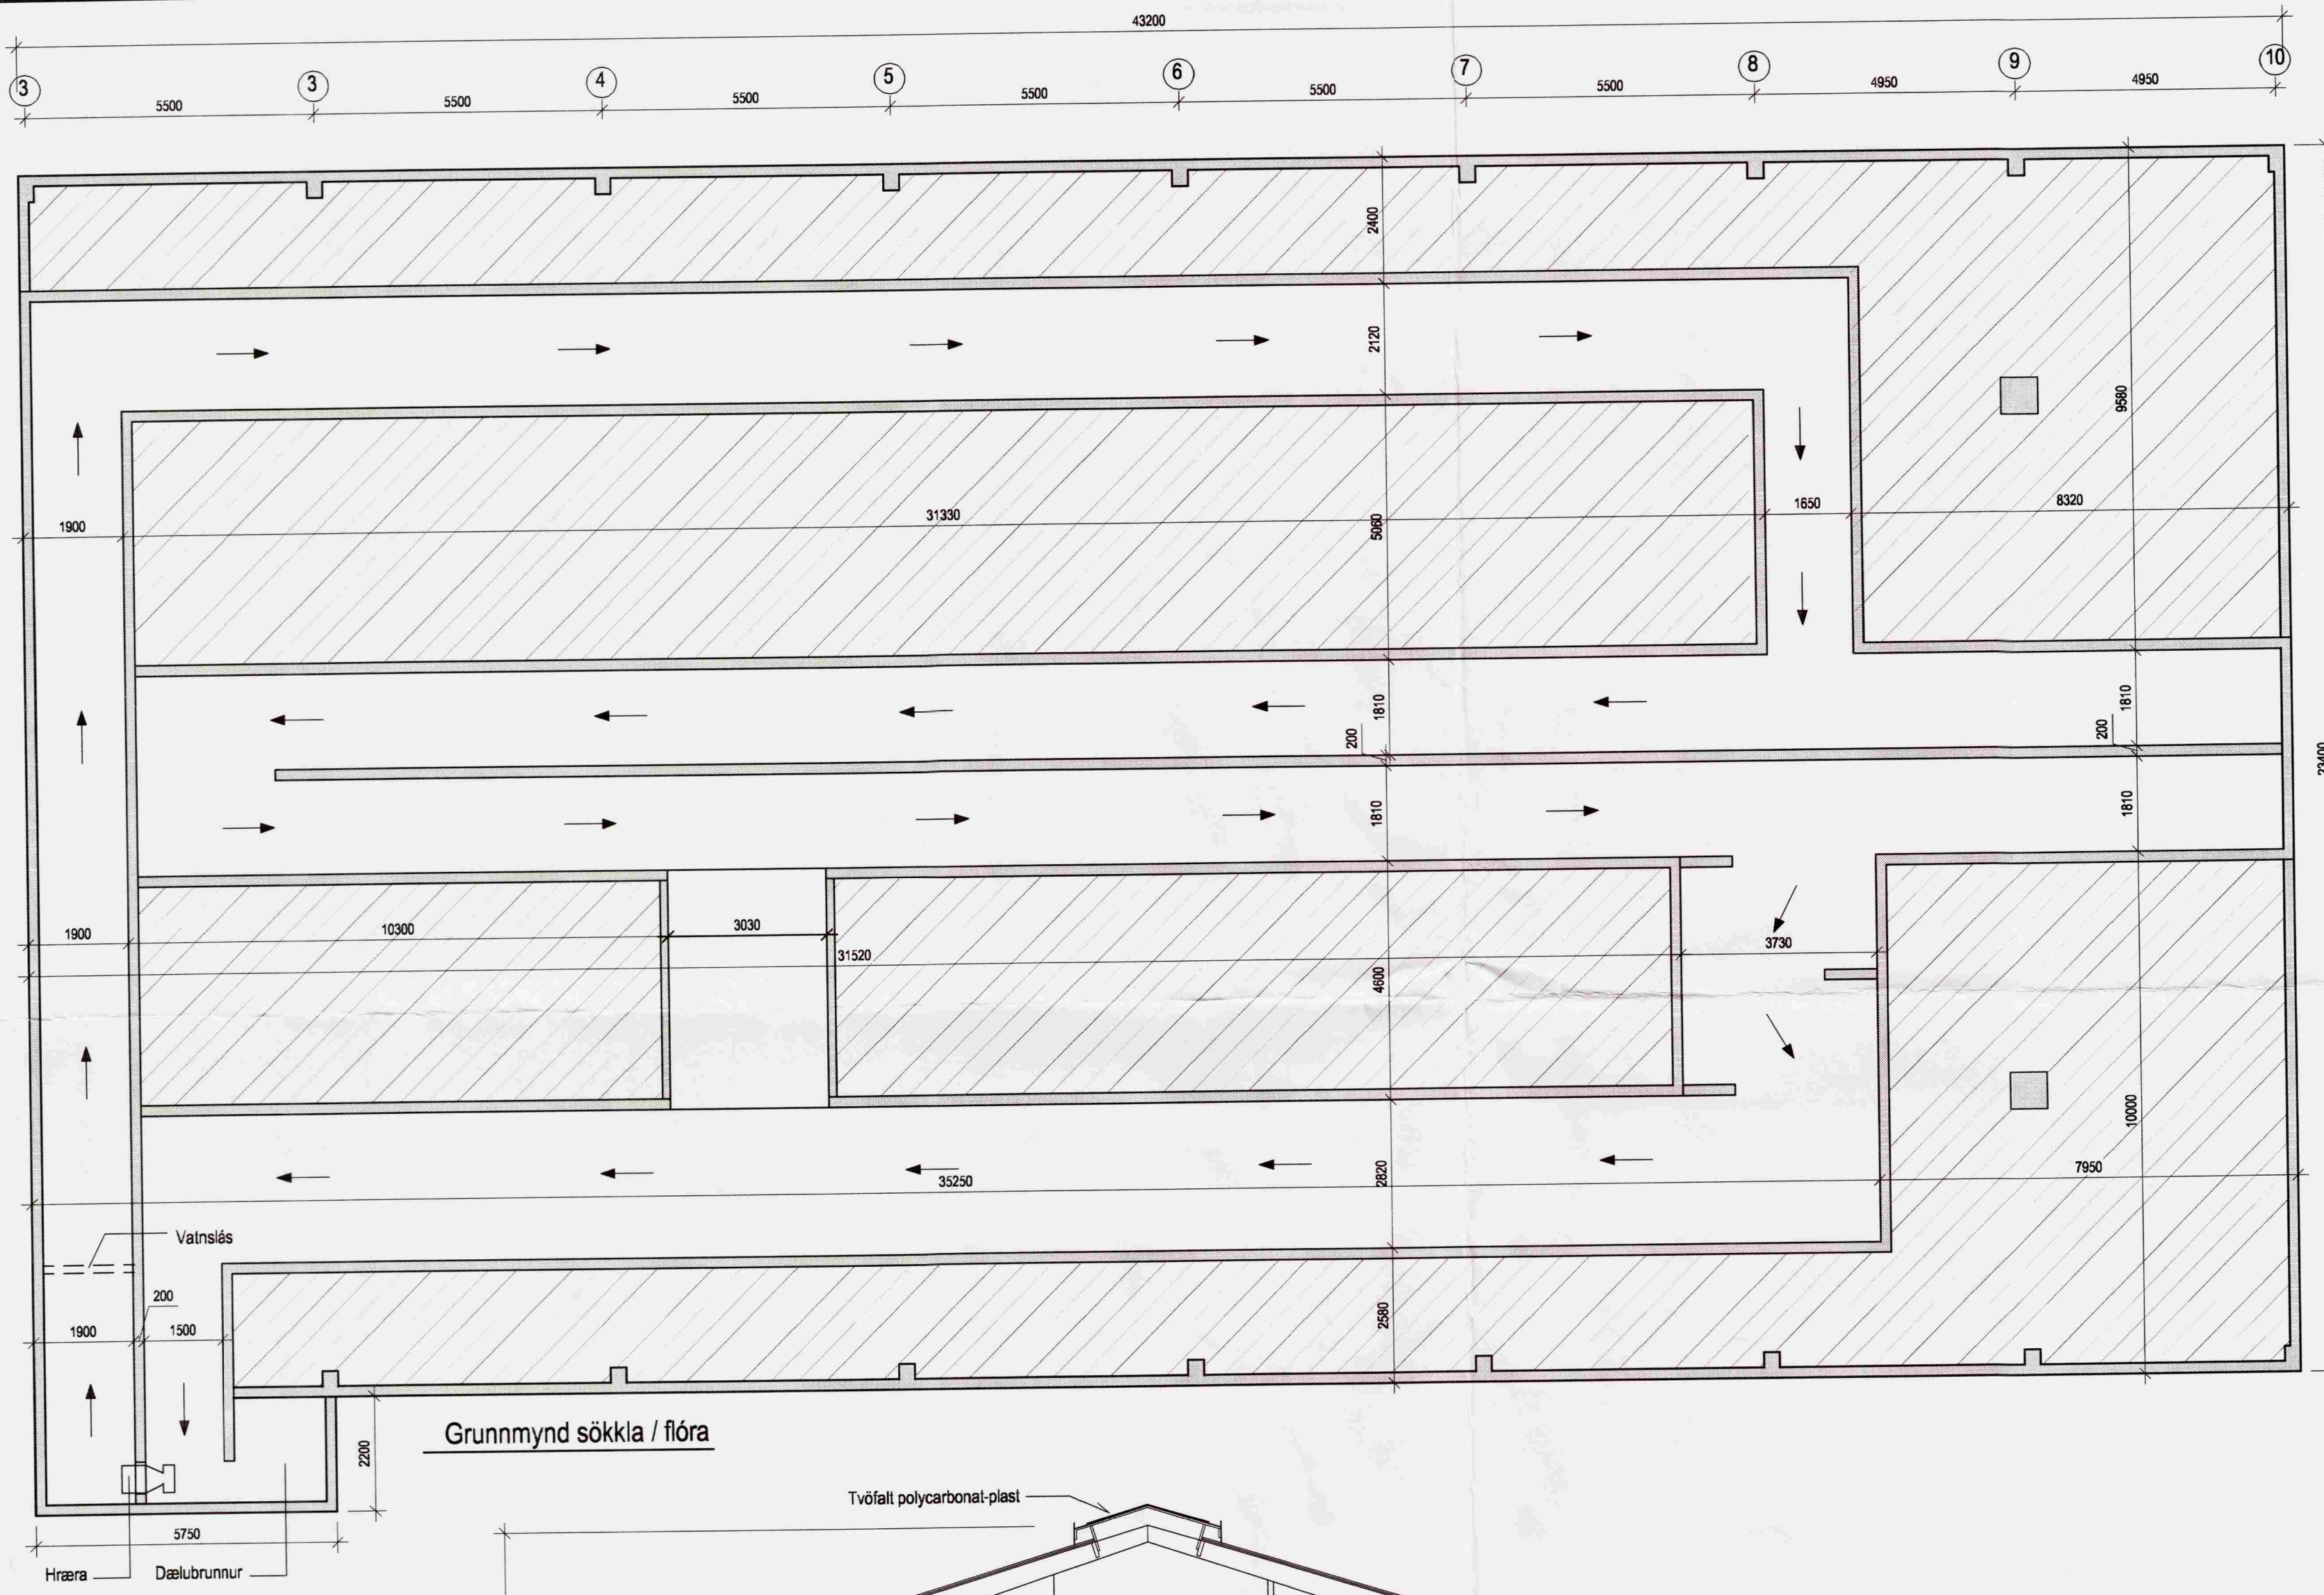 43200
3 3 4 5 6 7 8 9 10
5500 5500 5500 5500 5500 5500 4950 4950
2400
2120
9580
1900 31330 5060 1650 8320
1810 1810
200 200
23400
1810 1810
1900 10300 3030 3730
31520
4600
10000
2820
35250 7950
Vatnslás
200
1900 1500 2580
2200
Grunnmynd sökkla / flóra
5750
Tvöfalt polycarbonat-plast
Hræra Dælubrunnur